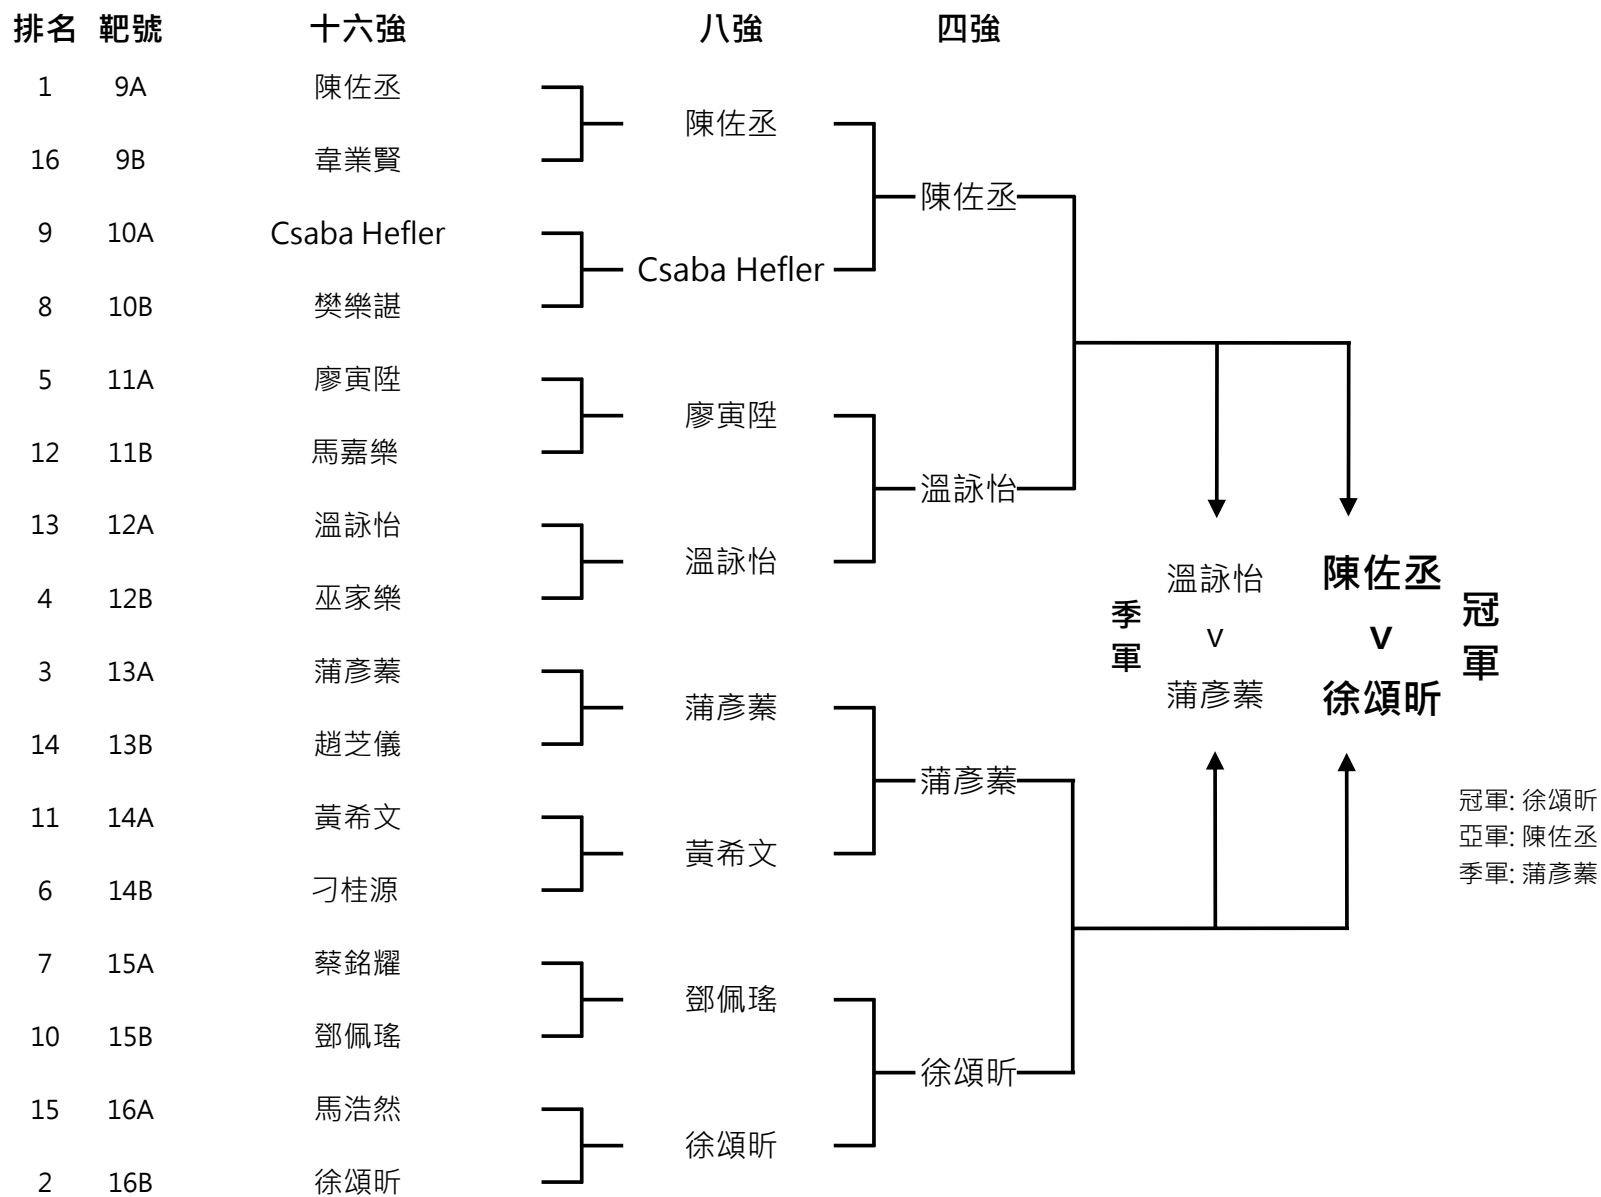 排名 靶號 十六強 八強 四強
1 9A 陳佐丞
陳佐丞
16 9B 韋業賢
陳佐丞
9 10A Csaba Hefler
Csaba Hefler
8 10B 樊樂諶
5 11A 廖寅陞
廖寅陞
12 11B 馬嘉樂
溫詠怡
13 12A 溫詠怡
溫詠怡
4 12B 巫家樂
溫詠怡
v
蒲彥蓁
季軍
陳佐丞
v
徐頌昕
冠軍
3 13A 蒲彥蓁
蒲彥蓁
14 13B 趙芝儀
蒲彥蓁
11 14A 黃希文
黃希文
6 14B 刁桂源
冠軍: 徐頌昕
亞軍: 陳佐丞
季軍: 蒲彥蓁
7 15A 蔡銘耀
鄧佩瑤
10 15B 鄧佩瑤
徐頌昕
15 16A 馬浩然
徐頌昕
2 16B 徐頌昕